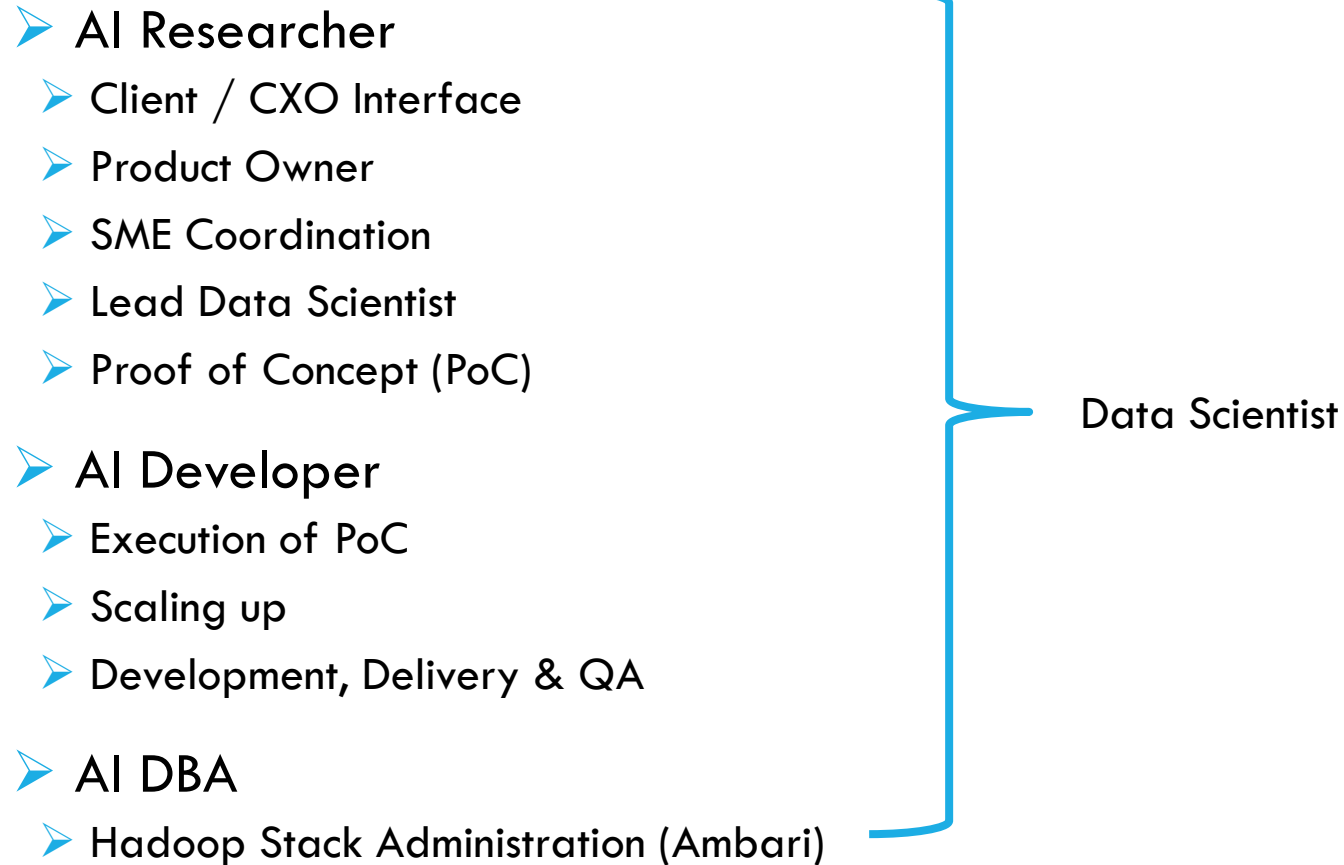 AI Researcher
Client / CXO Interface
Product Owner
SME Coordination
Lead Data Scientist
Proof of Concept (PoC)
Data Scientist
AI Developer
Execution of PoC
Scaling up
Development, Delivery & QA
AI DBA
Hadoop Stack Administration (Ambari)